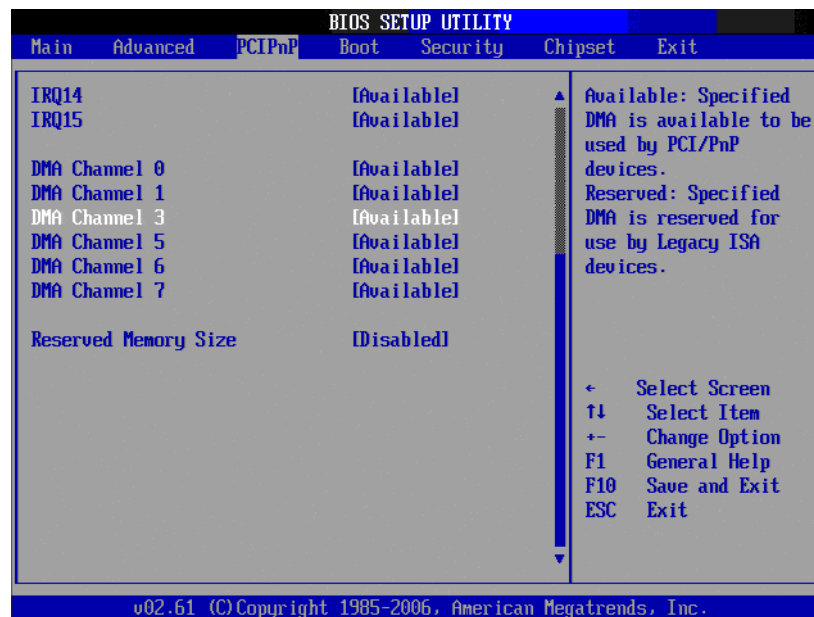 BIOS SETUP UTILITY
Main Advanced PCIPnP Boot Security Chipset Exit
IRQ14 [Available]
IRQ15 [Available]
DMA Channel 0 [Available]
DMA Channel 1 [Available]
DMA Channel 3 [Available]
DMA Channel 5 [Available]
DMA Channel 6 [Available]
DMA Channel 7 [Available]
Reserved Memory Size [Disabled]
Available: Specified
DMA is available to be
used by PCI/PnP
devices.
Reserved: Specified
DMA is reserved for
use by Legacy ISA
devices.
← Select Screen
↑↓ Select Item
+- Change Option
F1 General Help
F10 Save and Exit
ESC Exit
v02.61 (C)Copyright 1985-2006, American Megatrends, Inc.